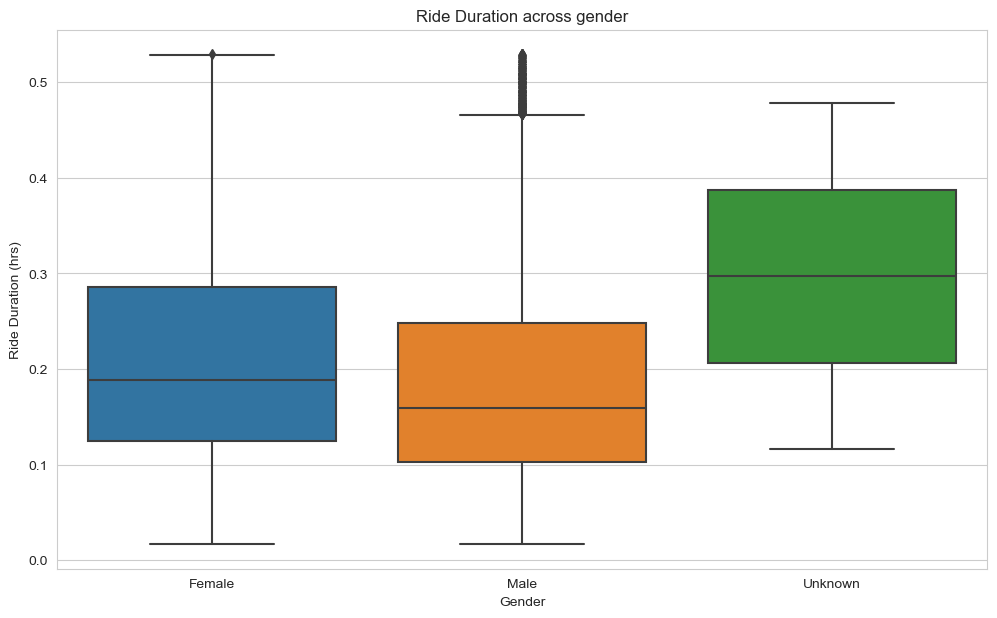 Ride Duration across gender
Ride Duration (hrs)
0.5
0.4
0.3
0.2
0.1
0.0
Female Male Unknown
Gender